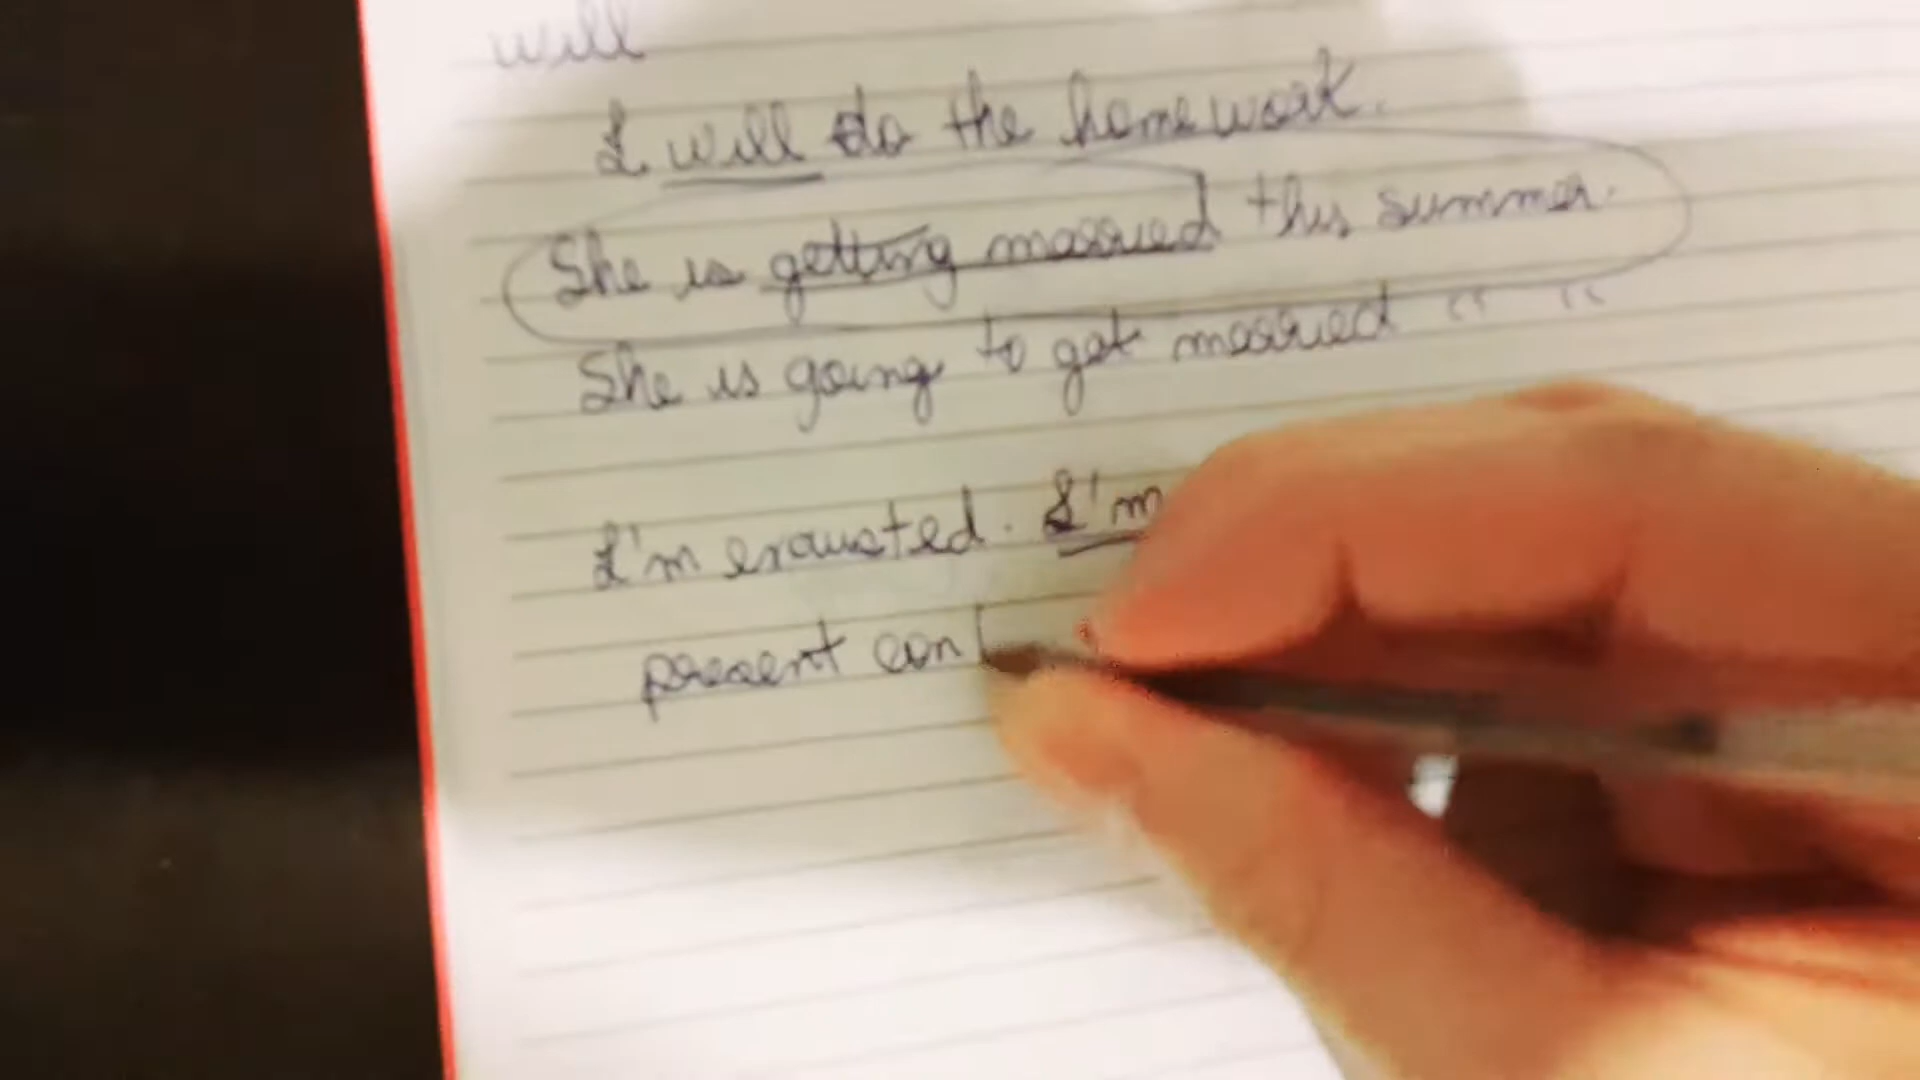 will
I will do the homework.
She is getting married this summer.
She is going to get married " "
I'm exausted. I'm
present cont